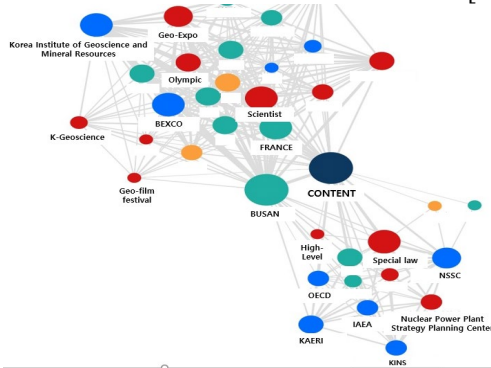 E
Geo-Expo
Korea Institute of Geoscience and
Mineral Resources
Olympic
Scientist
BEXCO
K-Geoscience
FRANCE
Geo-film
festival
CONTENT
BUSAN
High-
Level
Special law
NSSC
OECD
Nuclear Power Plant
Strategy Planning Center
IAEA
KAERI
KINS